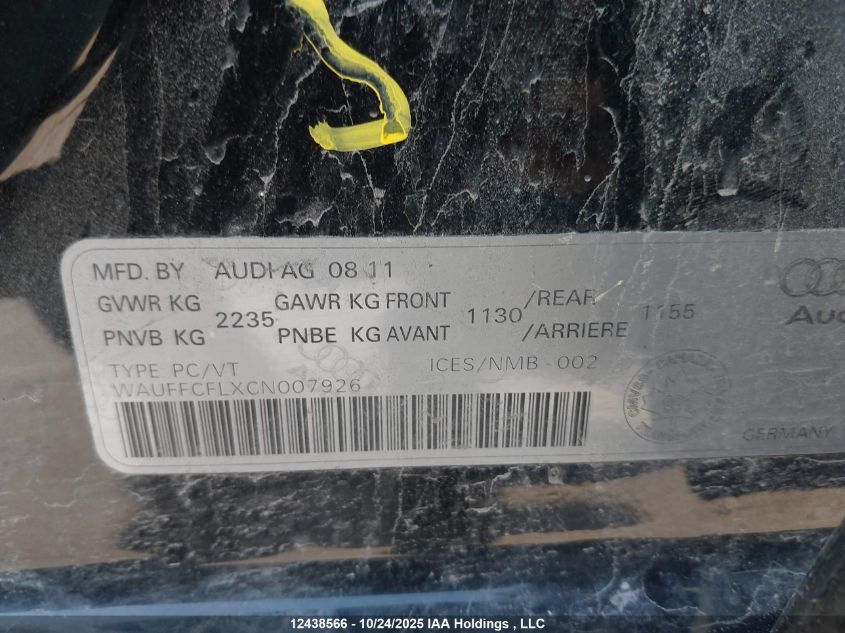 MFD. BY AUDI AG 08 11
GVWR KG 2235 GAWR KG FRONT 1130 /REAR 1155
PNVB KG PNBE KG AVANT /ARRIERE
Aud
TYPE PC/VT ICES/NMB-002
WAUFFCFLXCN007926
GERMANY
12438566 - 10/24/2025 IAA Holdings , LLC